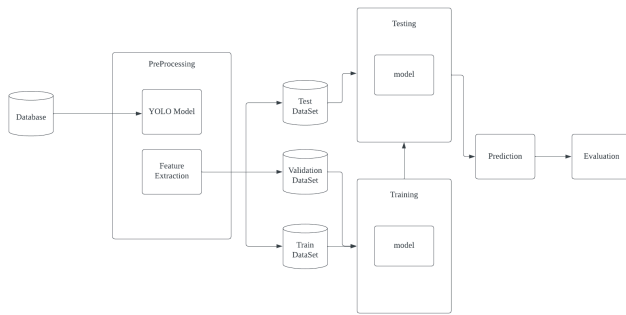 Database
PreProcessing
YOLO Model
Feature
Extraction
Test
DataSet
Validation
DataSet
Train
DataSet
Testing
model
Training
model
Prediction
Evaluation